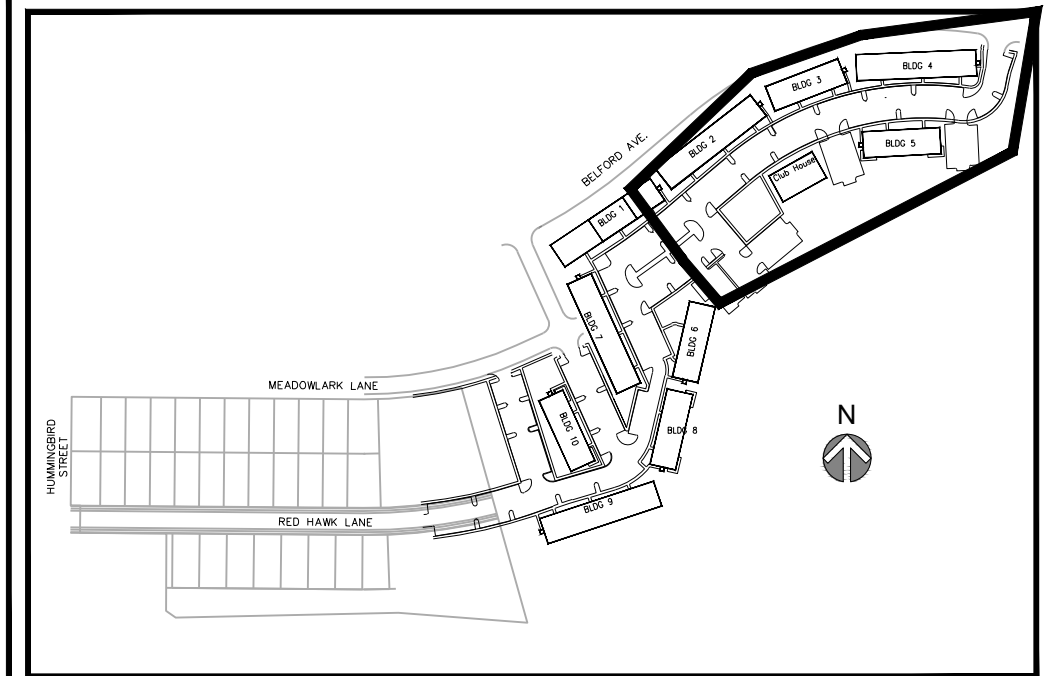 BLDG 4
BLDG 3
BELFORD AVE.
BLDG 2
BLDG 5
Club House
BLDG 1
BLDG 7
BLDG 6
MEADOWLARK LANE
HUMMINGBIRD
STREET
BLDG 10
BLDG 8
N
BLDG 9
RED HAWK LANE